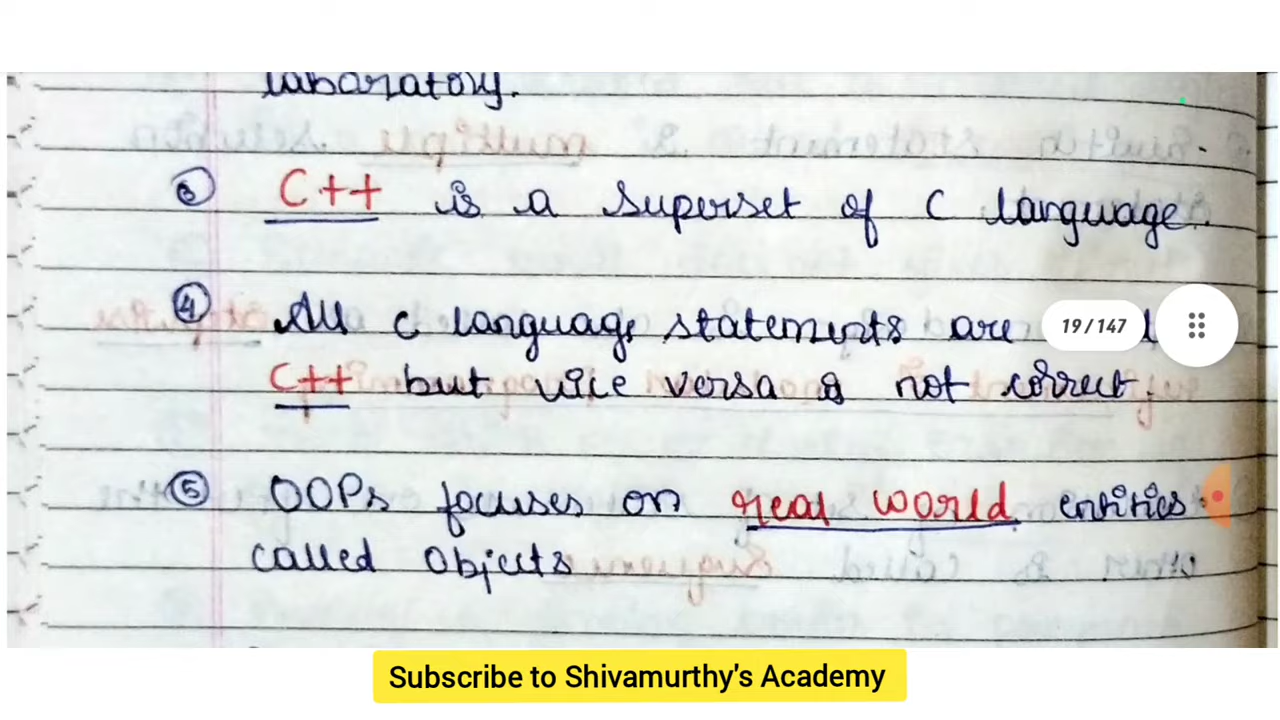 laboratory.
③ C++ is a superset of C language.
④ All C language statements are
19/147
C++ but vice versa is not correct.
⑤ OOPs focuses on real world entities
called objects
Subscribe to Shivamurthy's Academy